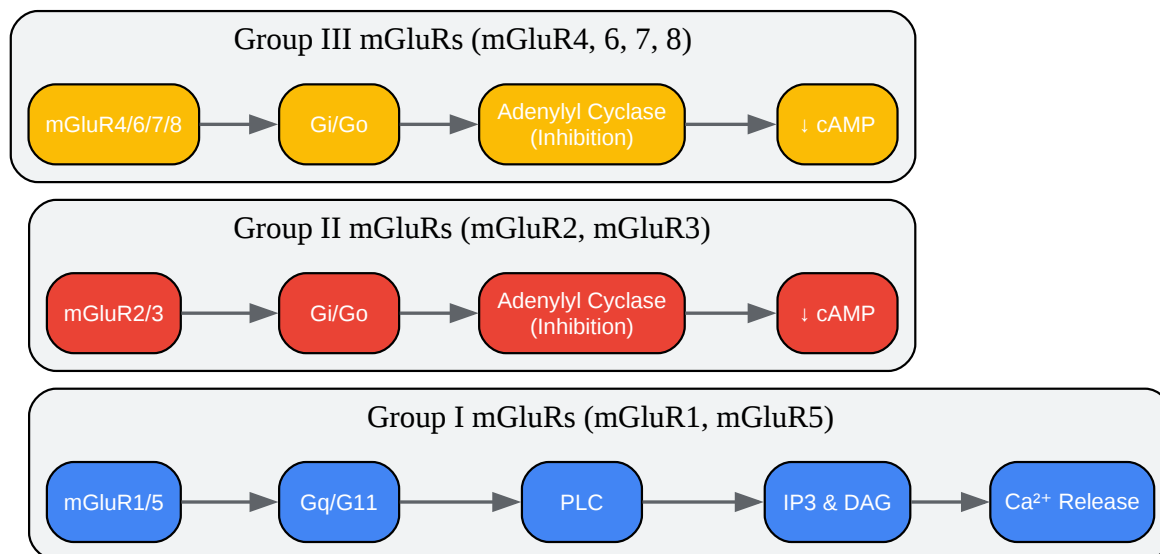 Group III mGluRs (mGluR4, 6, 7, 8)
mGluR4/6/7/8
Gi/Go
Adenylyl Cyclase
(Inhibition)
↓ cAMP
Group II mGluRs (mGluR2, mGluR3)
mGluR2/3
Gi/Go
Adenylyl Cyclase
(Inhibition)
↓ cAMP
Group I mGluRs (mGluR1, mGluR5)
mGluR1/5
Gq/G11
PLC
IP3 & DAG
Ca²⁺ Release